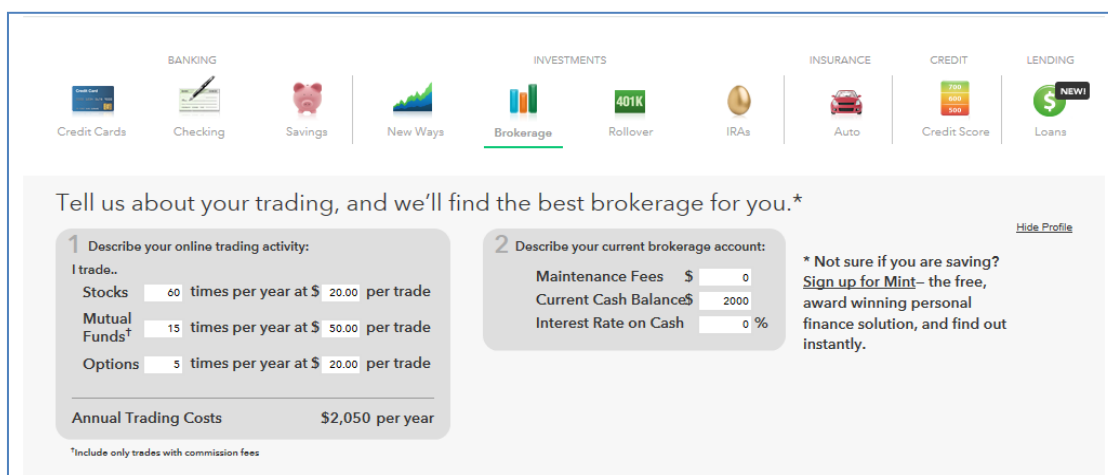 BANKING
INVESTMENTS
INSURANCE
CREDIT
LENDING
Credit Card
401K
700
600
500
$
NEW!
Credit Cards
Checking
Savings
New Ways
Brokerage
Rollover
IRAs
Auto
Credit Score
Loans
Tell us about your trading, and we'll find the best brokerage for you.*
Hide Profile
1 Describe your online trading activity:
I trade..
Stocks 60 times per year at $ 20.00 per trade
Mutual
Funds† 15 times per year at $ 50.00 per trade
Options 5 times per year at $ 20.00 per trade
Annual Trading Costs $2,050 per year
†Include only trades with commission fees
2 Describe your current brokerage account:
Maintenance Fees $ 0
Current Cash Balance$ 2000
Interest Rate on Cash 0 %
* Not sure if you are saving?
Sign up for Mint– the free,
award winning personal
finance solution, and find out
instantly.